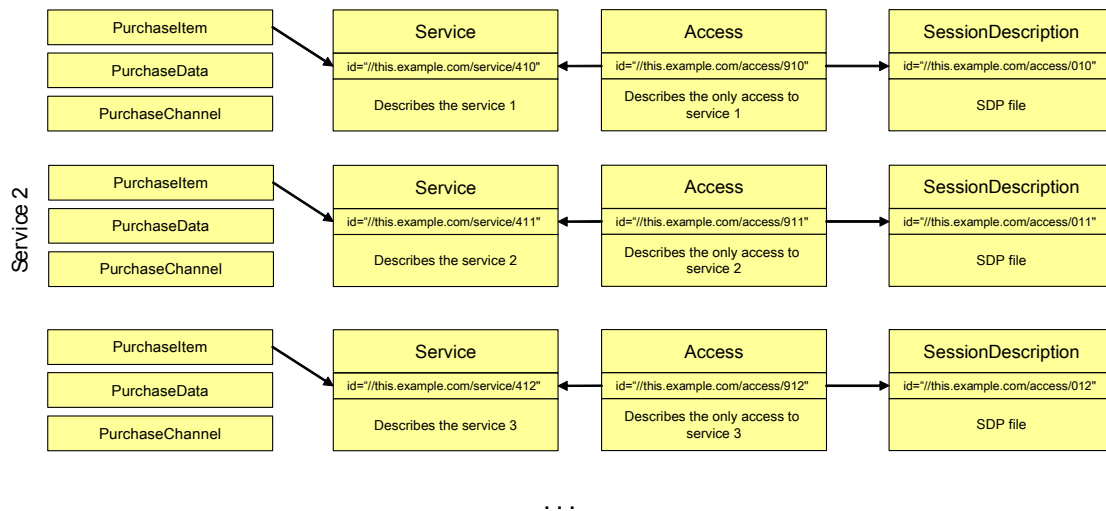 PurchaseItem
PurchaseData
PurchaseChannel
Service
id="//this.example.com/service/410"
Describes the service 1
Access
id="//this.example.com/access/910"
Describes the only access to
service 1
SessionDescription
id="//this.example.com/access/010"
SDP file
Service 2
PurchaseItem
PurchaseData
PurchaseChannel
Service
id="//this.example.com/service/411"
Describes the service 2
Access
id="//this.example.com/access/911"
Describes the only access to
service 2
SessionDescription
id="//this.example.com/access/011"
SDP file
PurchaseItem
PurchaseData
PurchaseChannel
Service
id="//this.example.com/service/412"
Describes the service 3
Access
id="//this.example.com/access/912"
Describes the only access to
service 3
SessionDescription
id="//this.example.com/access/012"
SDP file
...